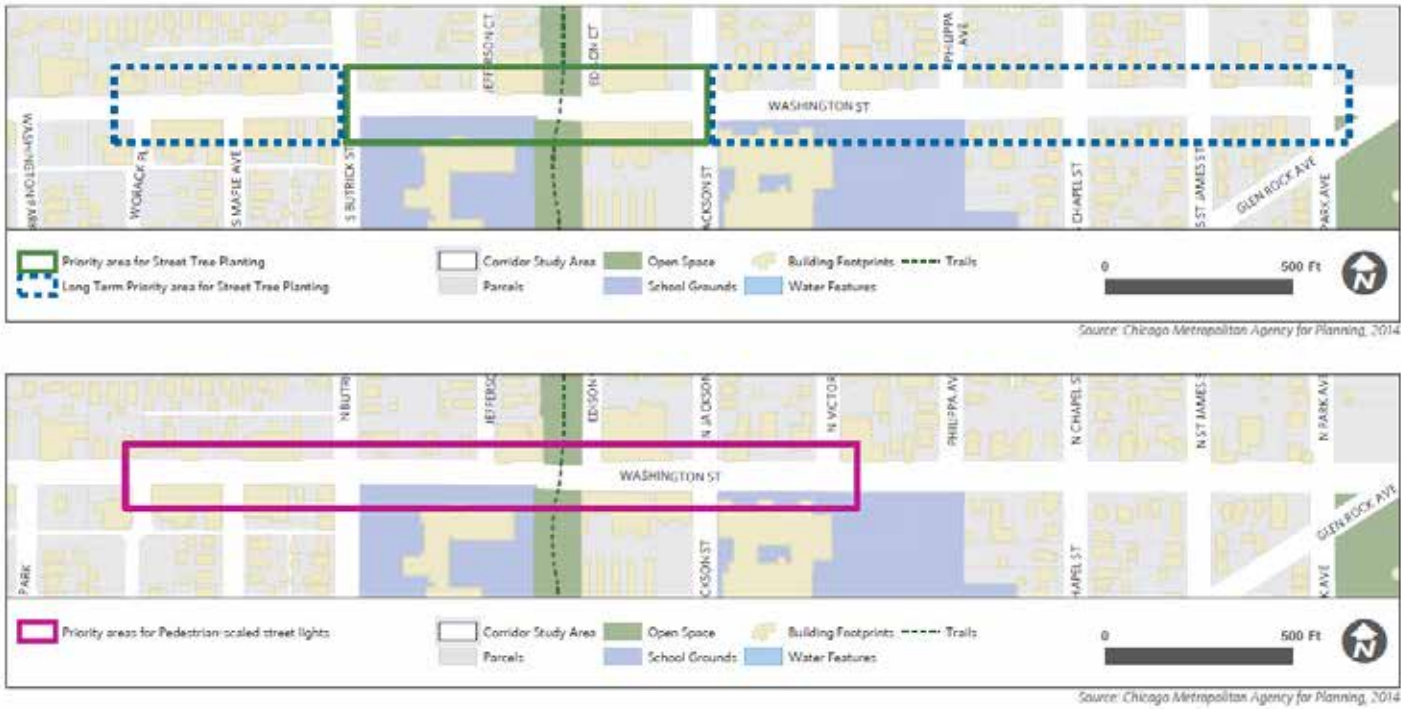 JEFFERSON CT
EDISON CT
PHILIPPA
AVE
WASHINGTON ST
WORACK PL
S MAPLE AVE
S BUTRICK ST
JACKSON ST
CHAPEL ST
S ST JAMES ST
GLEN ROCK AVE
PARK AVE
Priority area for Street Tree Planting
Long Term Priority area for Street Tree Planting
Corridor Study Area
Parcels
Open Space
School Grounds
Building Footprints
Water Features
Trails
0 500 Ft
N
Source: Chicago Metropolitan Agency for Planning, 2014
N BUTRI
JEFFERSO
EDISON
N JACKSON
N VICTOR
PHILIPPA AV
N CHAPEL ST
N ST JAMES S
N PARK AVE
WASHINGTON ST
PARK
CKSON ST
HAPEL ST
GLEN ROCK AVE
K AVE
Priority areas for Pedestrian-scaled street lights
Corridor Study Area
Parcels
Open Space
School Grounds
Building Footprints
Water Features
Trails
0 500 Ft
N
Source: Chicago Metropolitan Agency for Planning, 2014